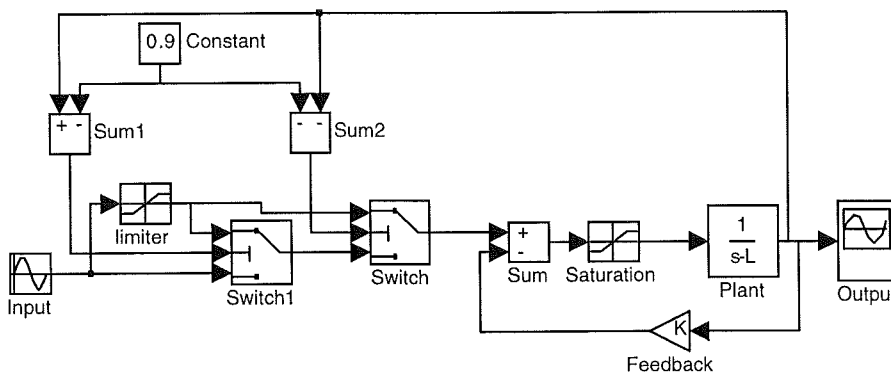 0.9 Constant
+ -
Sum1
- -
Sum2
limiter
Input
Switch1
Switch
+
-
Sum
Saturation
1
s-L
Plant
Output
K
Feedback